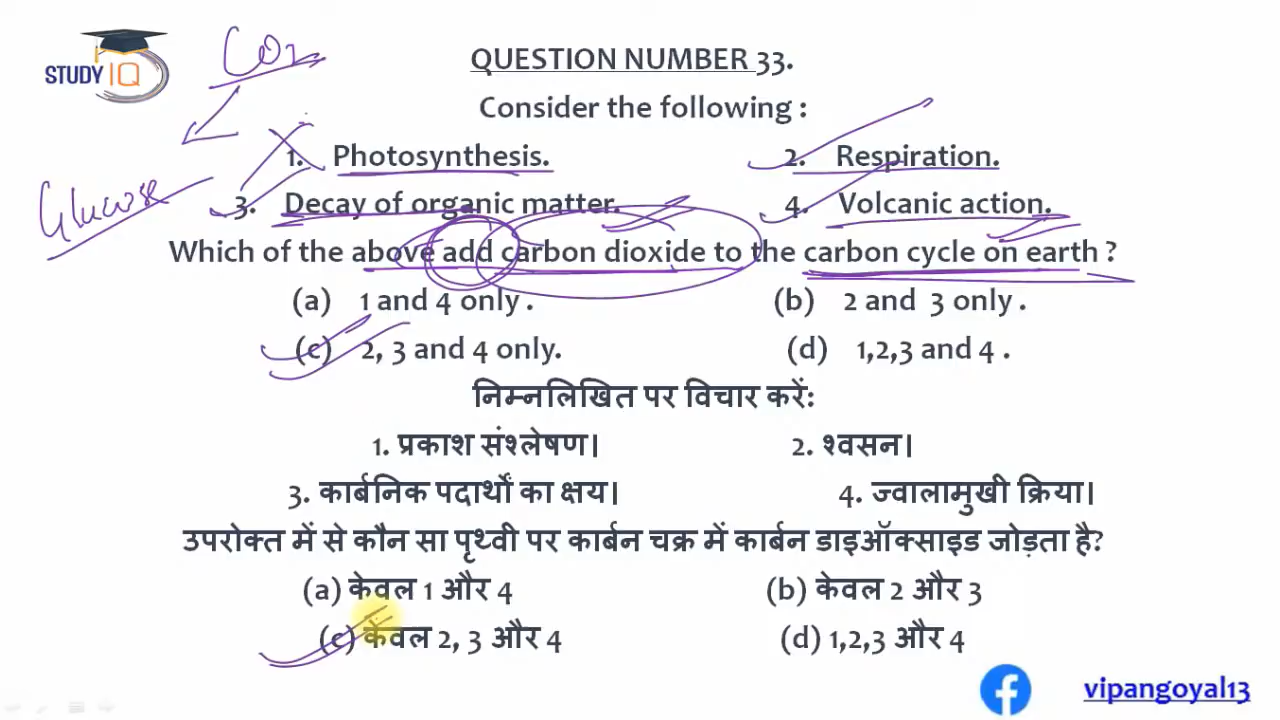 STUDY IQ
CO2
QUESTION NUMBER 33.
Consider the following :
1. Photosynthesis. 2. Respiration.
Glucose
3. Decay of organic matter. 4. Volcanic action.
Which of the above add carbon dioxide to the carbon cycle on earth ?
(a) 1 and 4 only . (b) 2 and 3 only .
(c) 2, 3 and 4 only. (d) 1,2,3 and 4 .
निम्नलिखित पर विचार करें:
1. प्रकाश संश्लेषण। 2. श्वसन।
3. कार्बनिक पदार्थों का क्षय। 4. ज्वालामुखी क्रिया।
उपरोक्त में से कौन सा पृथ्वी पर कार्बन चक्र में कार्बन डाइऑक्साइड जोड़ता है?
(a) केवल 1 और 4 (b) केवल 2 और 3
(c) केवल 2, 3 और 4 (d) 1,2,3 और 4
vipangoyal13